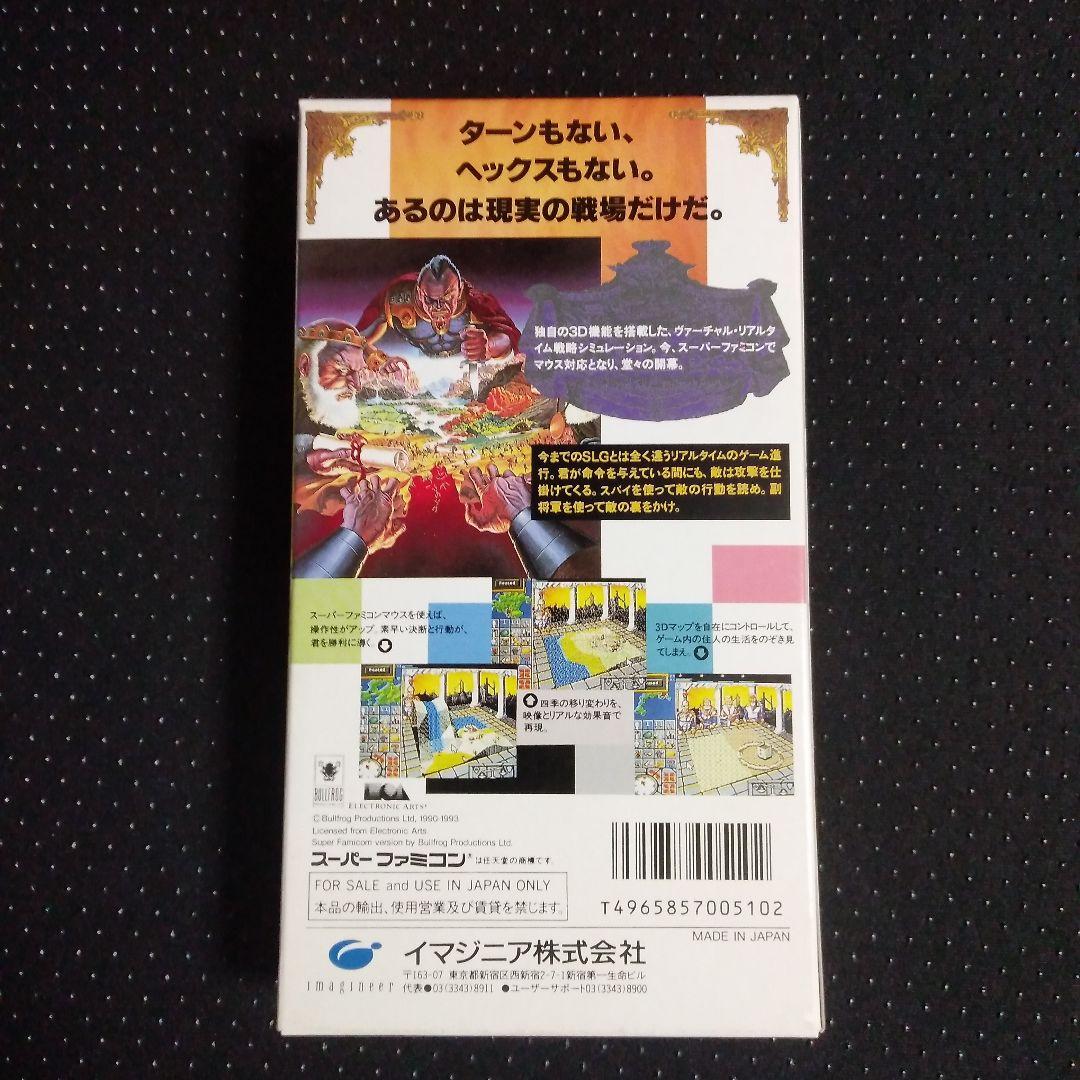 ターンもない、
ヘックスもない。
あるのは現実の戦場だけだ。
独自の3D機能を搭載した、ヴァーチャル・リアルタ
イム戦略シミュレーション。今、スーパーファミコンで
マウス対応となり、堂々の開幕。
今までのSLGとは全く違うリアルタイムのゲーム進
行。君が命令を与えている間にも、敵は攻撃を仕
掛けてくる。スパイを使って敵の行動を読め。副
将軍を使って敵の裏をかけ。
スーパーファミコンマウスを使えば、
操作性がアップ。素早い決断と行動が、
君を勝利に導く。
Paused
3Dマップを自在にコントロールして、
ゲーム内の住人の生活をのぞき見
てしまえ。
Paused
四季の移り変わりを、
映像とリアルな効果音で
再現。
BULLFROG
ELECTRONIC ARTS®
© Bullfrog Productions Ltd, 1990-1993
Licensed from Electronic Arts
Super Famicom version by Bullfrog Productions Ltd.
スーパーファミコン®は任天堂の商標です。
FOR SALE and USE IN JAPAN ONLY
本品の輸出、使用営業及び賃貸を禁じます。
T4965857005102
MADE IN JAPAN
imagineer
イマジニア株式会社
〒163-07 東京都新宿区西新宿2-7-1新宿第一生命ビル
代表●03(3343)8911 ●ユーザーサポート03(3343)8900